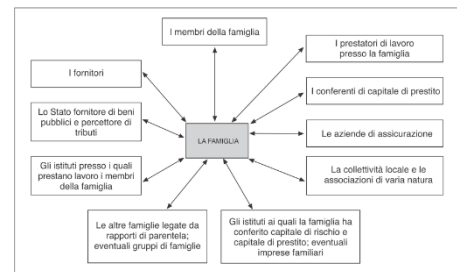 I membri della famiglia
I prestatori di lavoro
presso la famiglia
I fornitori
I conferenti di capitale di prestito
Lo Stato fornitore di beni
pubblici e percettore di
tributi
LA FAMIGLIA
Le aziende di assicurazione
Gli istituti presso i quali
prestano lavoro i membri
della famiglia
La collettività locale e le
associazioni di varia natura
Le altre famiglie legate da
rapporti di parentela;
eventuali gruppi di famiglie
Gli istituti ai quali la famiglia ha
conferito capitale di rischio e
capitale di prestito; eventuali
imprese familiari